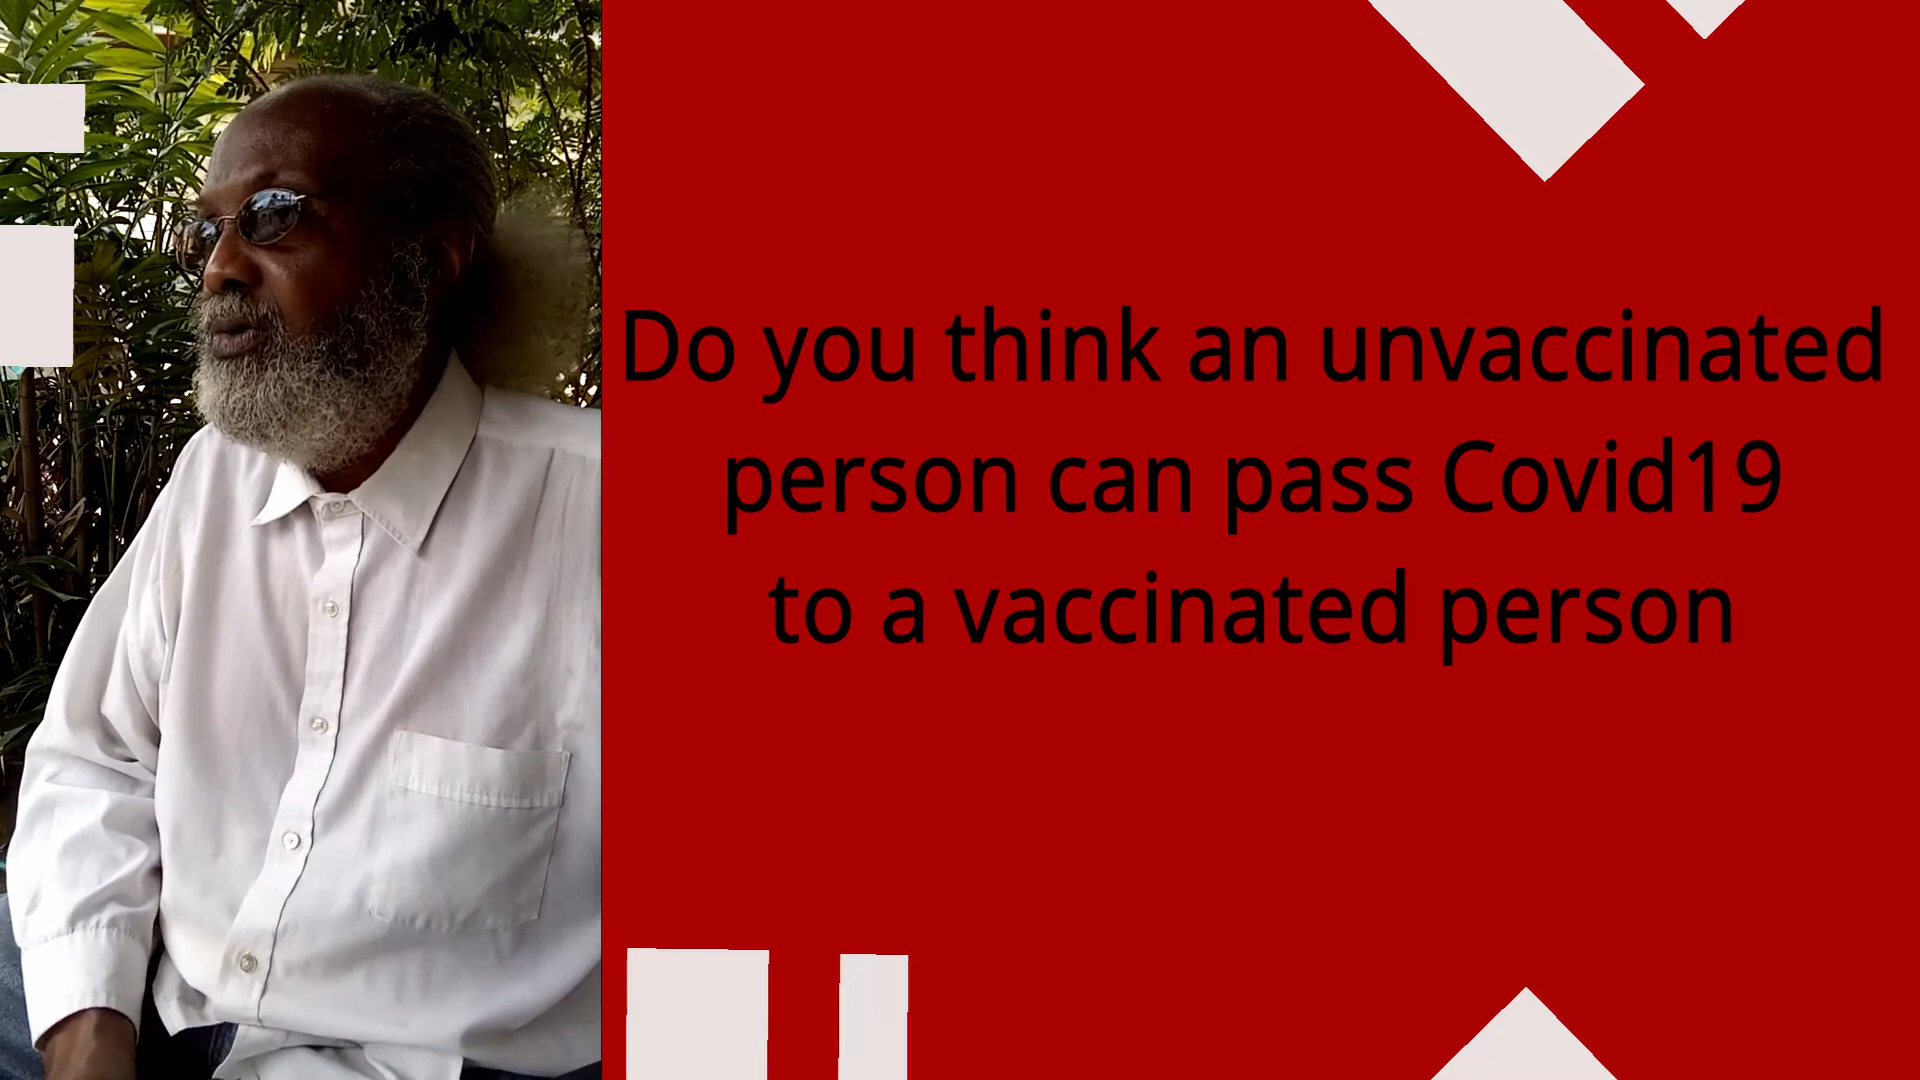 Do you think an unvaccinated
person can pass Covid19
to a vaccinated person